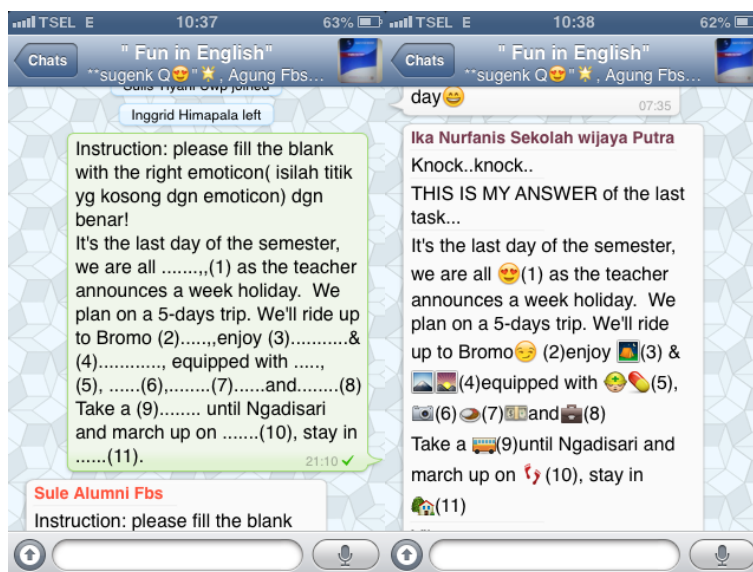 TSEL E 10:37 63%
Chats
" Fun in English"
**sugenk Q😍"🌟, Agung Fbs...
Sulis Tiyani Uwp joined
Inggrid Himapala left
Instruction: please fill the blank
with the right emoticon( isilah titik
yg kosong dgn emoticon) dgn
benar!
It's the last day of the semester,
we are all .......,,(1) as the teacher
announces a week holiday. We
plan on a 5-days trip. We'll ride up
to Bromo (2).....,,enjoy (3)...........&
(4)............, equipped with .....,
(5), ......(6),.......(7)......and........(8)
Take a (9)........ until Ngadisari
and march up on .......(10), stay in
......(11).
21:10
Sule Alumni Fbs
Instruction: please fill the blank
TSEL E 10:38 62%
Chats
" Fun in English"
**sugenk Q😍"🌟, Agung Fbs...
day😄
07:35
Ika Nurfanis Sekolah wijaya Putra
Knock..knock..
THIS IS MY ANSWER of the last
task...
It's the last day of the semester,
we are all 😍(1) as the teacher
announces a week holiday. We
plan on a 5-days trip. We'll ride
up to Bromo😏 (2)enjoy 🏕(3) &
🗻🌄(4)equipped with ⛑💊(5),
📷(6)🍛(7)💵and💼(8)
Take a 🚃(9)until Ngadisari and
march up on 👣 (10), stay in
🏡(11)